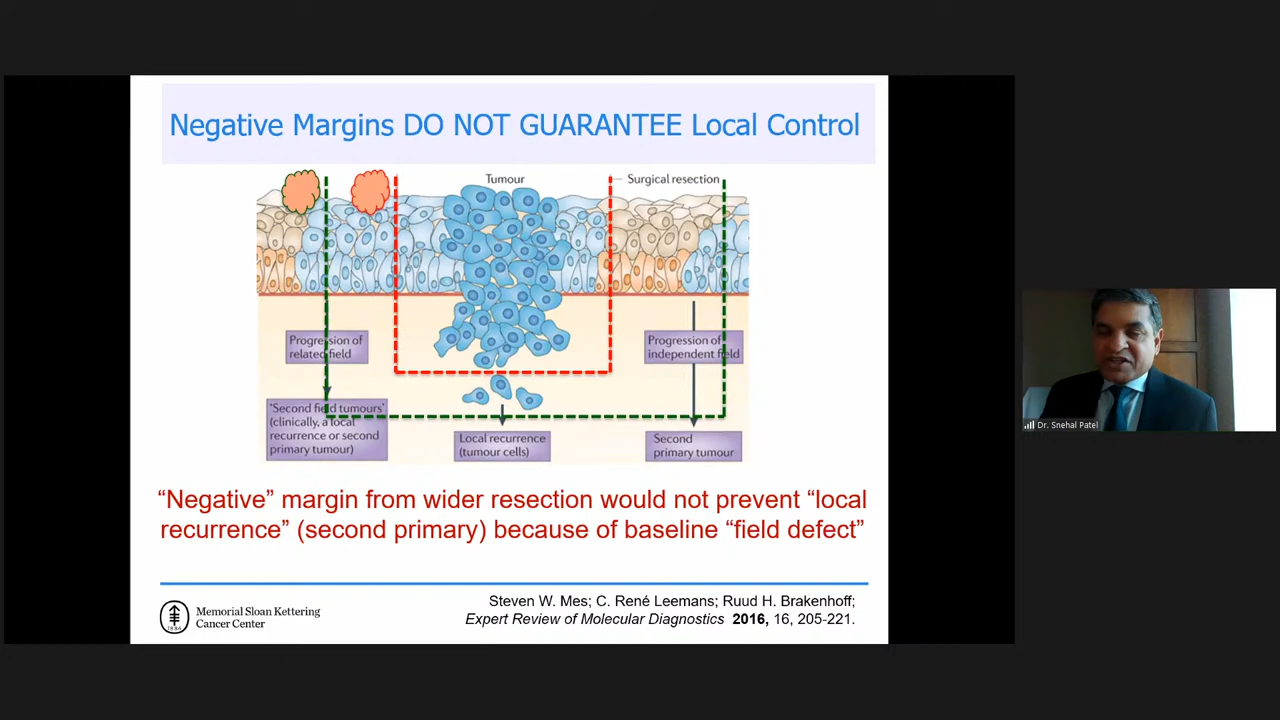 Negative Margins DO NOT GUARANTEE Local Control
Tumour
Surgical resection
Progression of
related field
Progression of
independent field
'Second field tumours'
(clinically, a local
recurrence or second
primary tumour)
Local recurrence
(tumour cells)
Second
primary tumour
“Negative” margin from wider resection would not prevent “local
recurrence” (second primary) because of baseline “field defect”
Memorial Sloan Kettering
Cancer Center
1884
Steven W. Mes; C. René Leemans; Ruud H. Brakenhoff;
Expert Review of Molecular Diagnostics 2016, 16, 205-221.
Dr. Snehal Patel